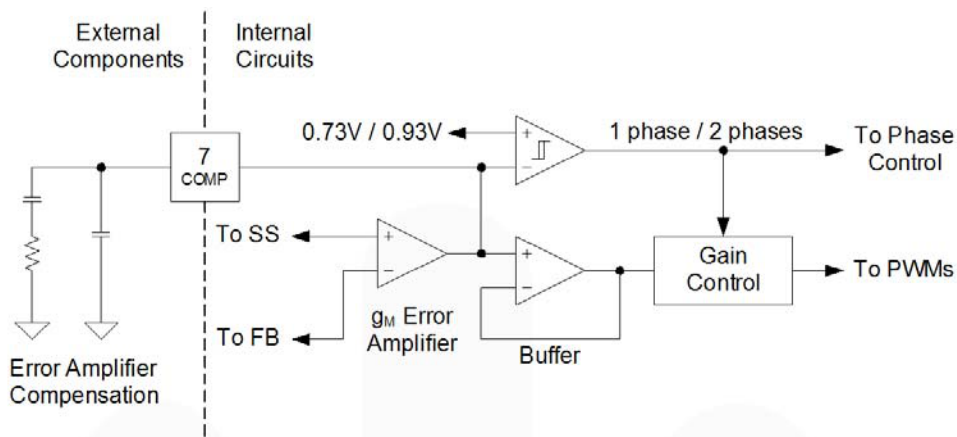 External
Components
Internal
Circuits
0.73V / 0.93V
+
−
1 phase / 2 phases
To Phase
Control
7
COMP
To SS
+
−
+
−
Gain
Control
To PWMs
To FB
gM Error
Amplifier
Buffer
Error Amplifier
Compensation